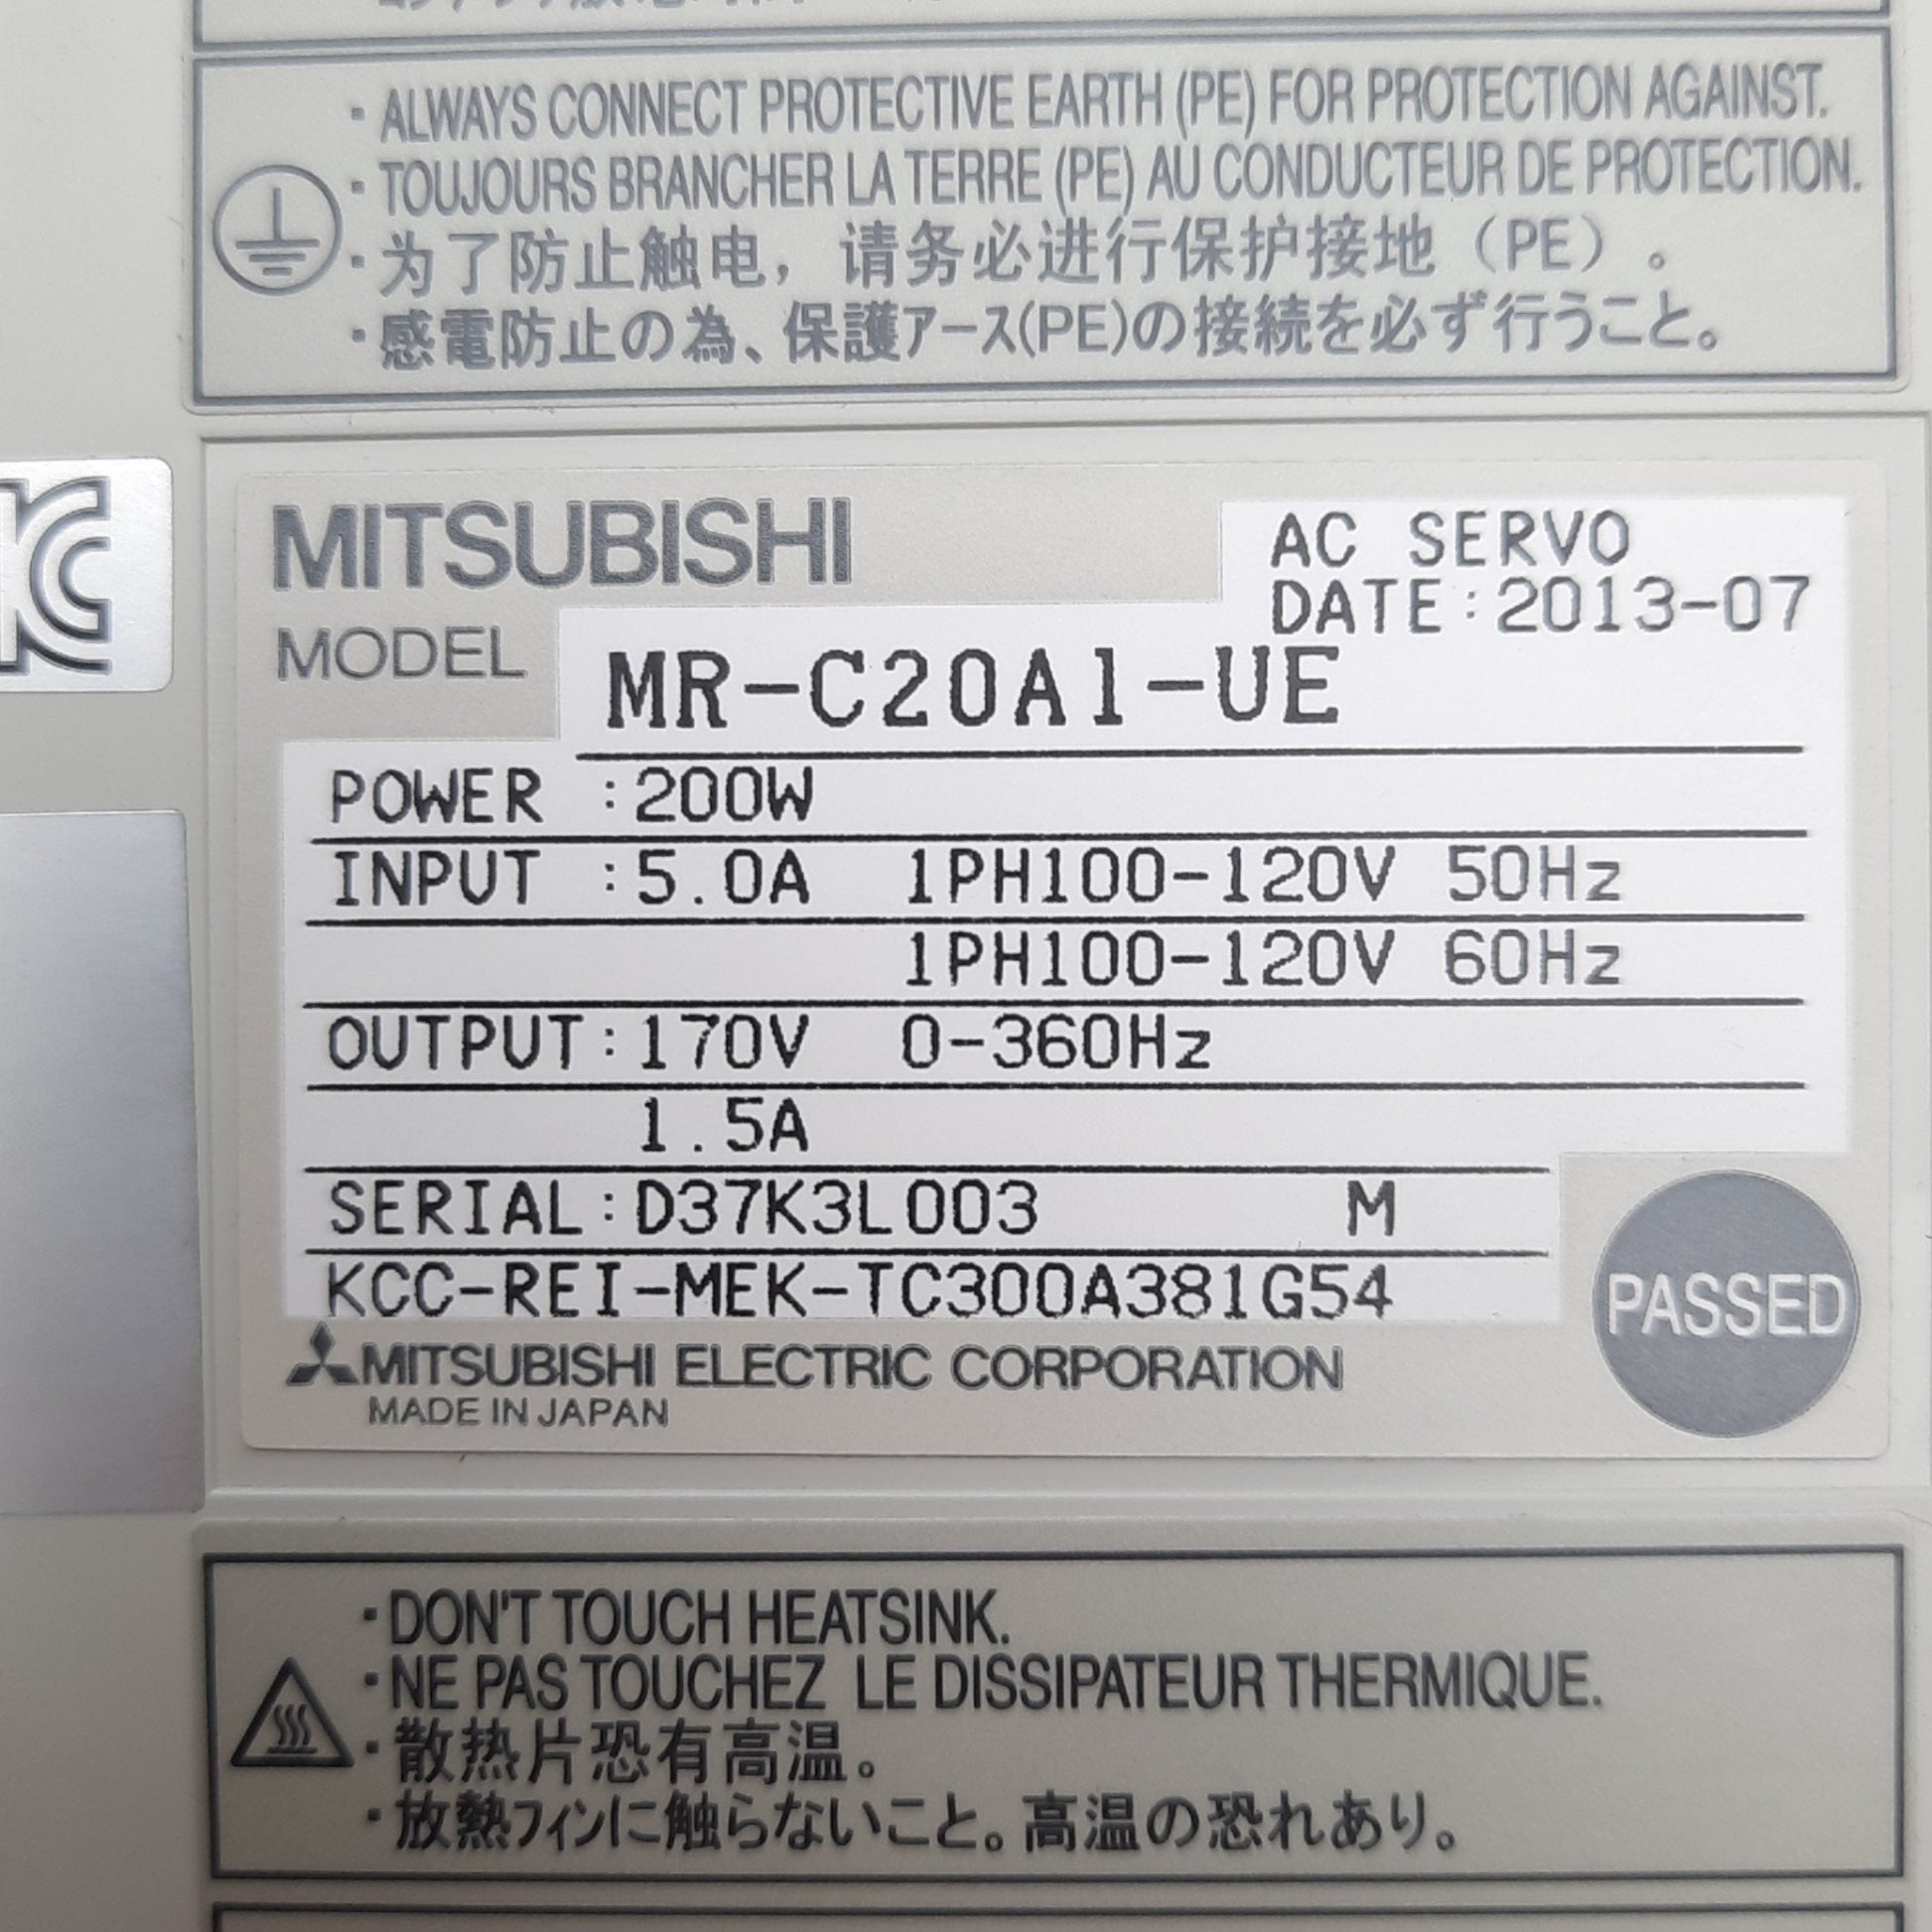 · ALWAYS CONNECT PROTECTIVE EARTH (PE) FOR PROTECTION AGAINST.
· TOUJOURS BRANCHER LA TERRE (PE) AU CONDUCTEUR DE PROTECTION.
· 为了防止触电，请务必进行保护接地（PE）。
· 感電防止の為、保護アース(PE)の接続を必ず行うこと。
MITSUBISHI
AC SERVO
DATE:2013-07
MODEL MR-C20A1-UE
POWER :200W
INPUT :5.0A 1PH100-120V 50Hz
1PH100-120V 60Hz
OUTPUT:170V 0-360Hz
1.5A
SERIAL:D37K3L003 M
KCC-REI-MEK-TC300A381G54
PASSED
MITSUBISHI ELECTRIC CORPORATION
MADE IN JAPAN
· DON'T TOUCH HEATSINK.
· NE PAS TOUCHEZ LE DISSIPATEUR THERMIQUE.
· 散热片恐有高温。
· 放熱フィンに触らないこと。高温の恐れあり。